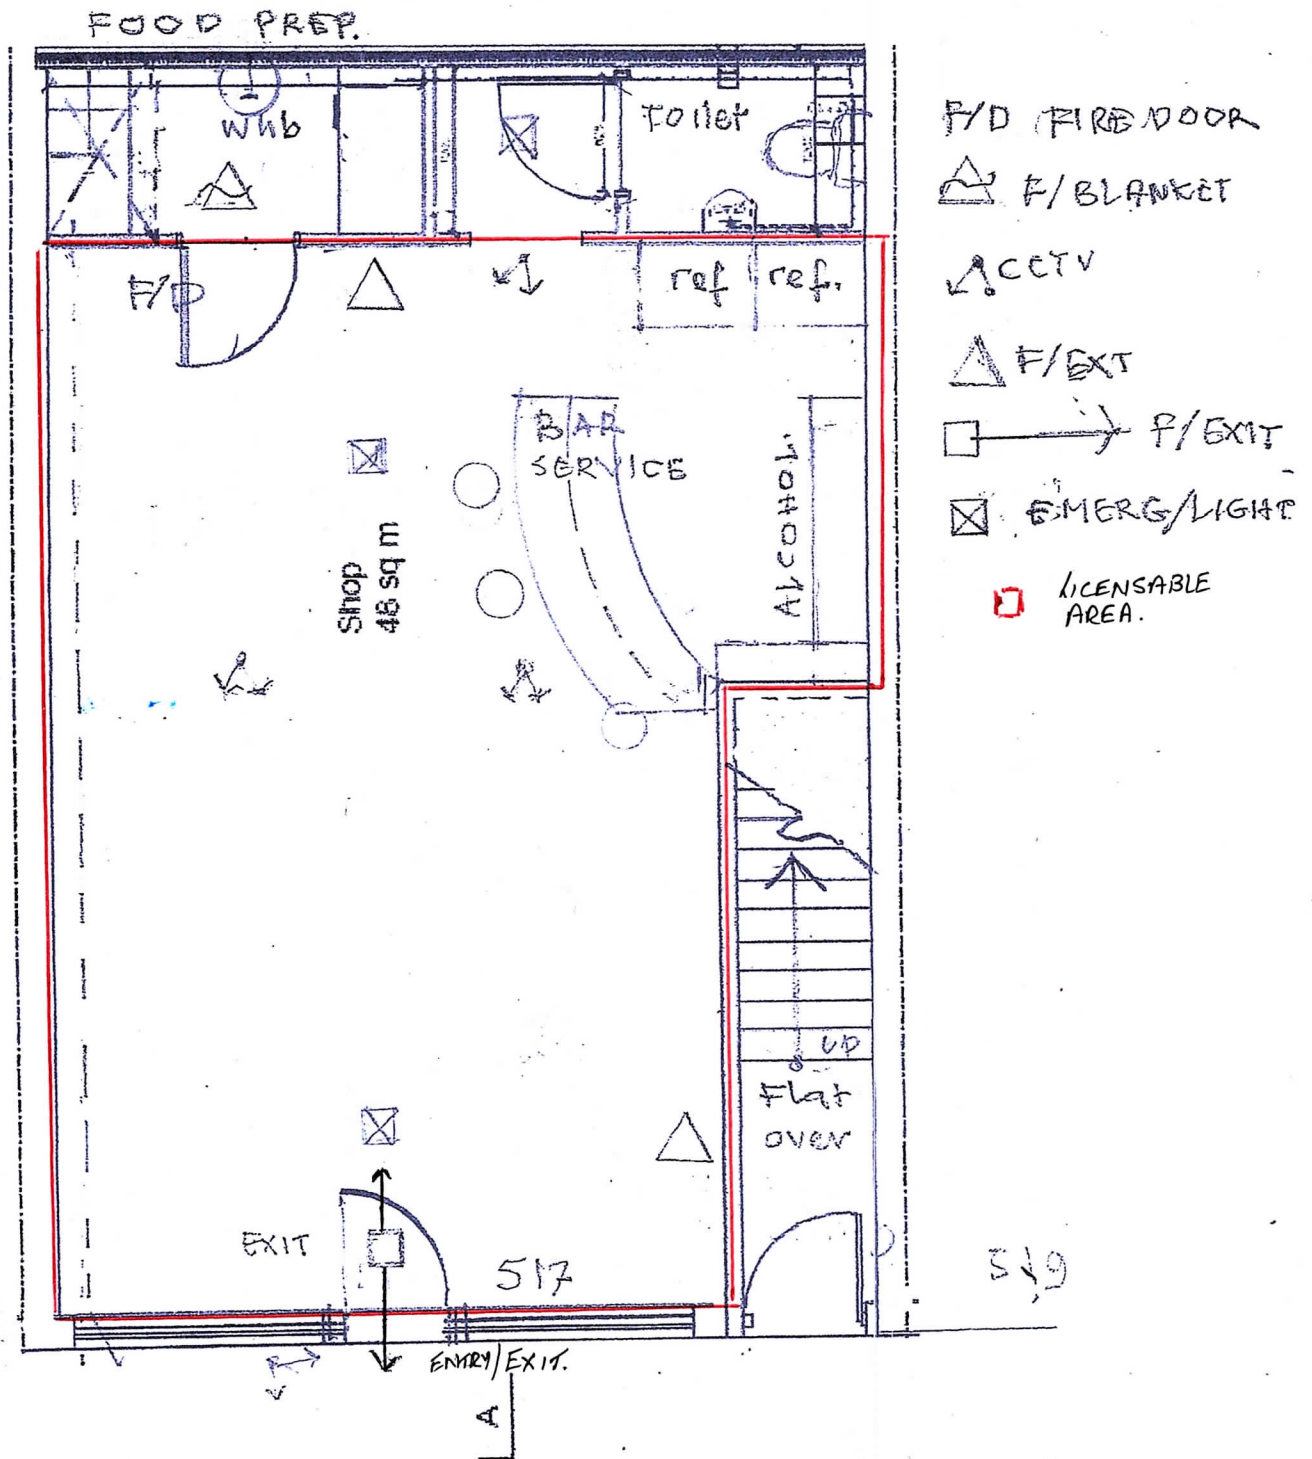 FOOD PREP.
whb
Toilet
F/D
ref
ref.
BAR
SERVICE
ALCOHOL
Shop
48 sq m
UP
Flat
over
EXIT
517
519
ENTRY/EXIT.
A
F/D FIRE DOOR
F/BLANKET
CCTV
F/EXT
F/EXIT
EMERG/LIGHT
LICENSABLE
AREA.